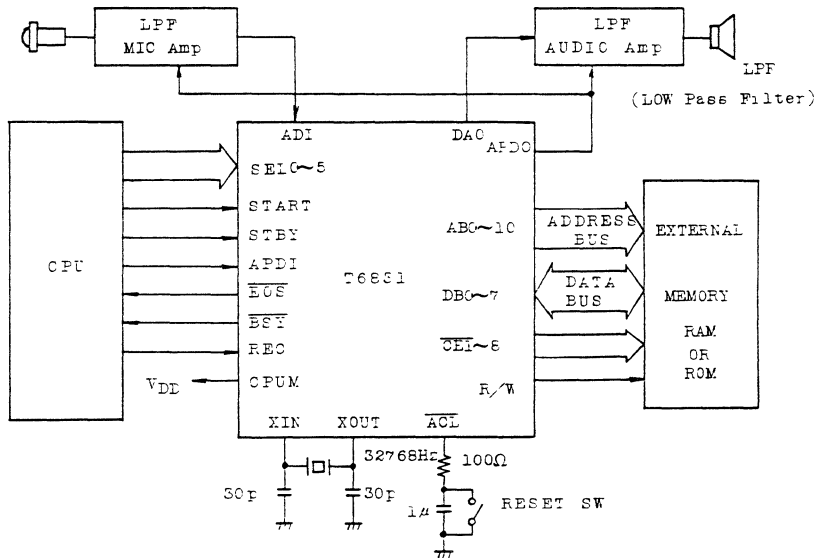 LPF
MIC Amp
LPF
AUDIO Amp
LPF
(LOW Pass Filter)
ADI
DAO
APDO
CPU
SEL0~5
START
STBY
APDI
EOS
BSY
REC
CPUM
VDD
T6831
AB0~10
DB0~7
CE1~8
R/W
ADDRESS
BUS
DATA
BUS
EXTERNAL
MEMORY
RAM
OR
ROM
XIN
XOUT
ACL
32768Hz
100Ω
30p
30p
1μ
RESET SW